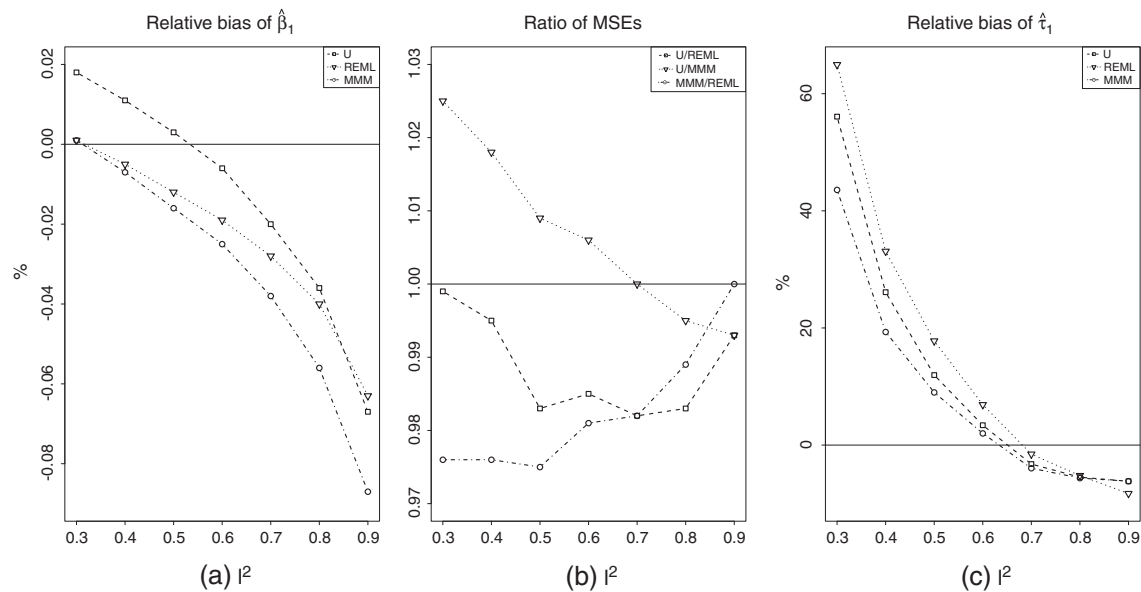 Relative bias of β̂₁
U
REML
MMM
0.02
0.00
-0.02
-0.04
-0.06
-0.08
%
0.3 0.4 0.5 0.6 0.7 0.8 0.9
(a) I²
Ratio of MSEs
U/REML
U/MMM
MMM/REML
1.03
1.02
1.01
1.00
0.99
0.98
0.97
0.3 0.4 0.5 0.6 0.7 0.8 0.9
(b) I²
Relative bias of τ̂₁
U
REML
MMM
60
40
20
0
%
0.3 0.4 0.5 0.6 0.7 0.8 0.9
(c) I²